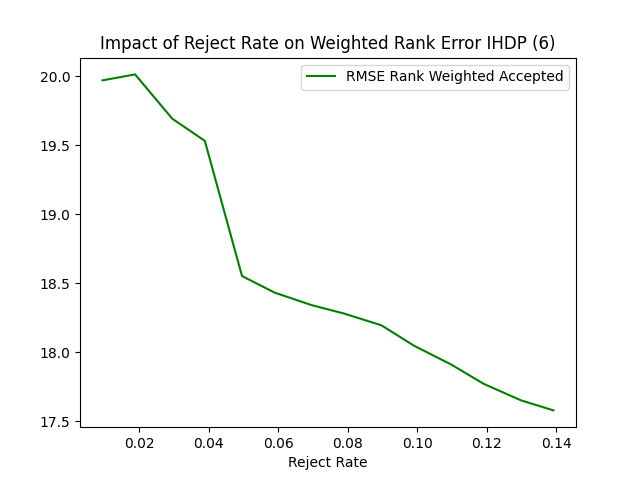 Impact of Reject Rate on Weighted Rank Error IHDP (6)
RMSE Rank Weighted Accepted
20.0
19.5
19.0
18.5
18.0
17.5
0.02 0.04 0.06 0.08 0.10 0.12 0.14
Reject Rate